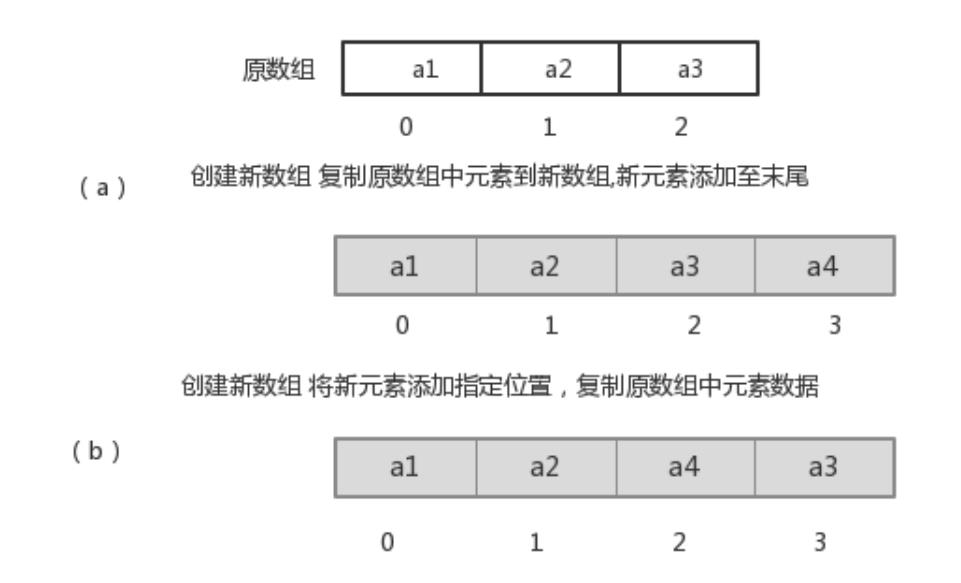 原数组 a1 a2 a3
0 1 2
(a) 创建新数组 复制原数组中元素到新数组,新元素添加至末尾
a1 a2 a3 a4
0 1 2 3
创建新数组 将新元素添加指定位置，复制原数组中元素数据
(b)
a1 a2 a4 a3
0 1 2 3